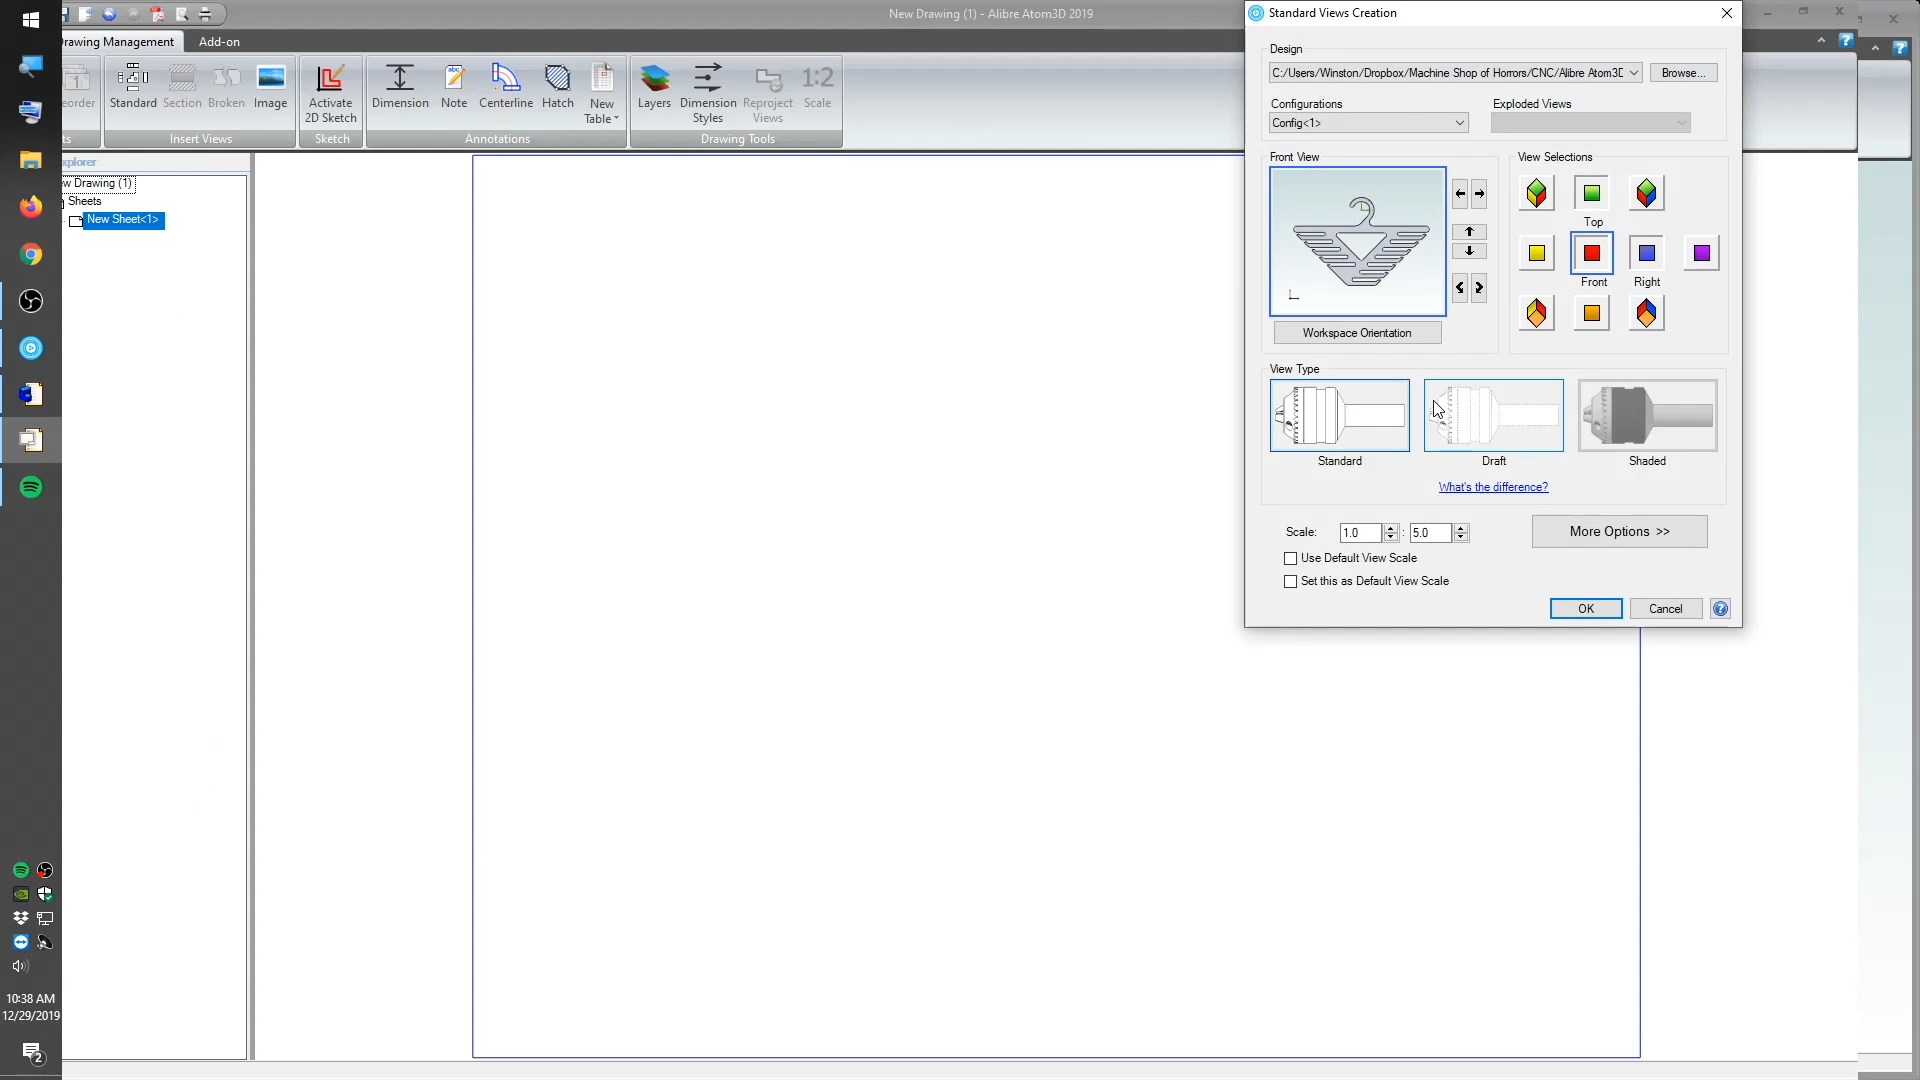 New Drawing (1) - Alibre Atom3D 2019
Drawing Management
Add-on
eorder
Standard
Section
Broken
Image
Activate
2D Sketch
Dimension
abc
Note
Centerline
Hatch
New
Table
Layers
Dimension
Styles
Reproject
Views
1:2
Scale
ts
Insert Views
Sketch
Annotations
Drawing Tools
xplorer
ew Drawing (1)
Sheets
New Sheet<1>
Standard Views Creation
Design
C:/Users/Winston/Dropbox/Machine Shop of Horrors/CNC/Alibre Atom3D
Browse...
Configurations
Exploded Views
Config<1>
Front View
View Selections
Top
Front
Right
Workspace Orientation
View Type
Standard
Draft
Shaded
What's the difference?
Scale:
1.0
:
5.0
More Options >>
Use Default View Scale
Set this as Default View Scale
OK
Cancel
10:38 AM
12/29/2019
2